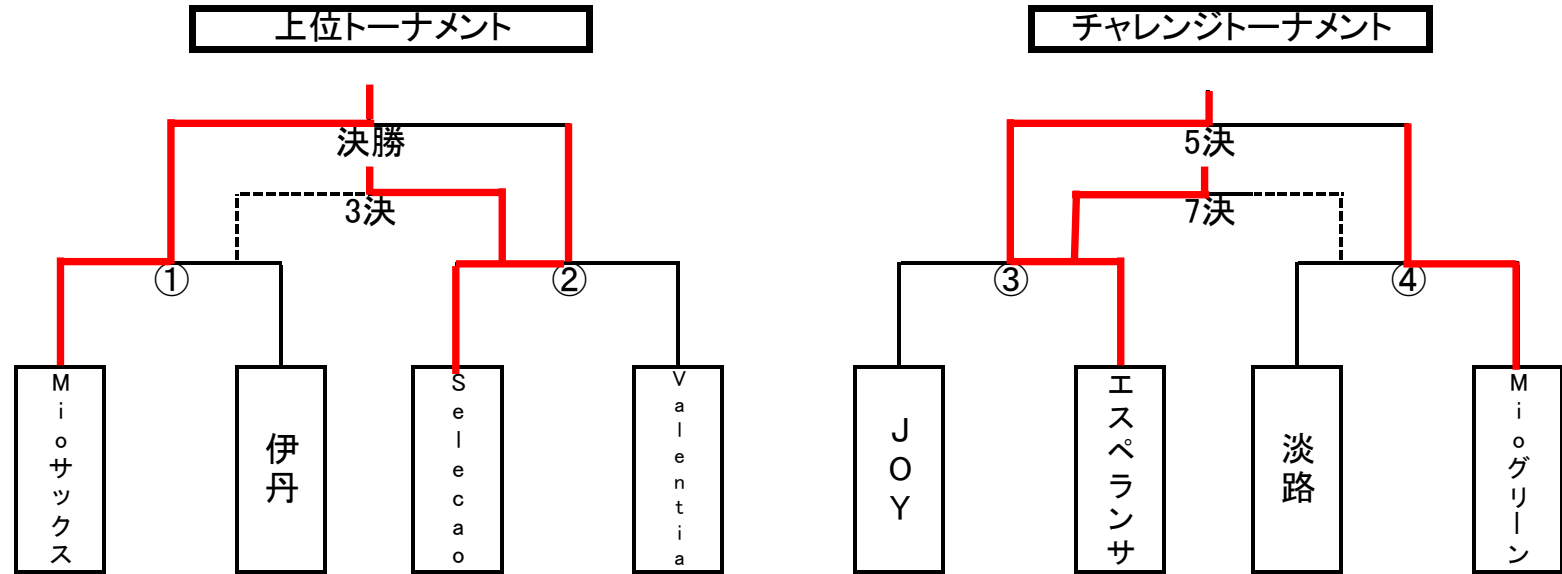 上位トーナメント
チャレンジトーナメント
決勝
5決
3決
7決
①
②
③
④
Mioサックス
伊丹
Selecao
Valentia
JOY
エスペランサ
淡路
Mioグリーン